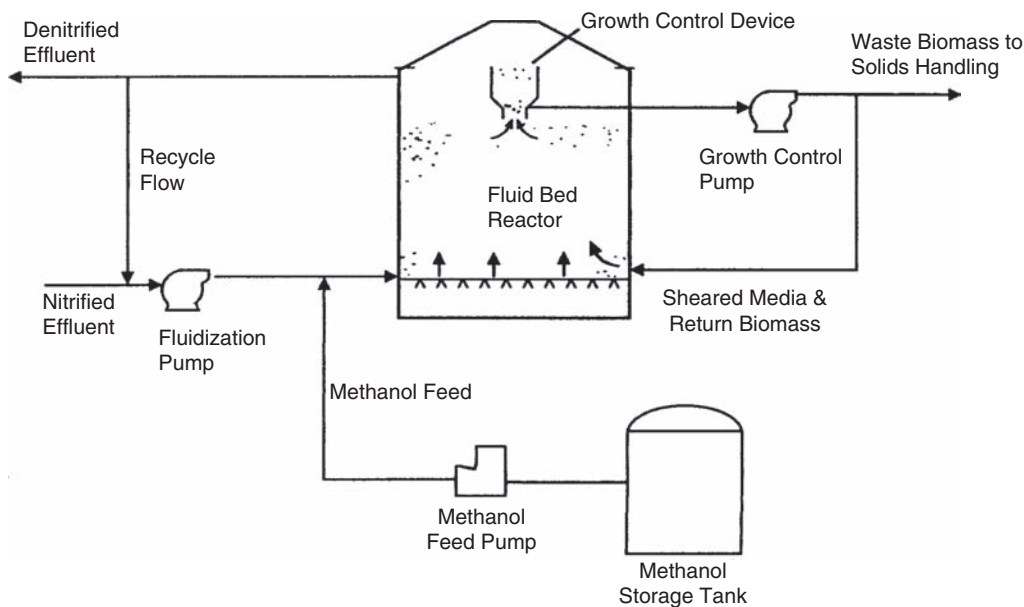 Denitrified
Effluent
Growth Control Device
Waste Biomass to
Solids Handling
Recycle
Flow
Growth Control
Pump
Fluid Bed
Reactor
Nitrified
Effluent
Fluidization
Pump
Sheared Media &
Return Biomass
Methanol Feed
Methanol
Feed Pump
Methanol
Storage Tank